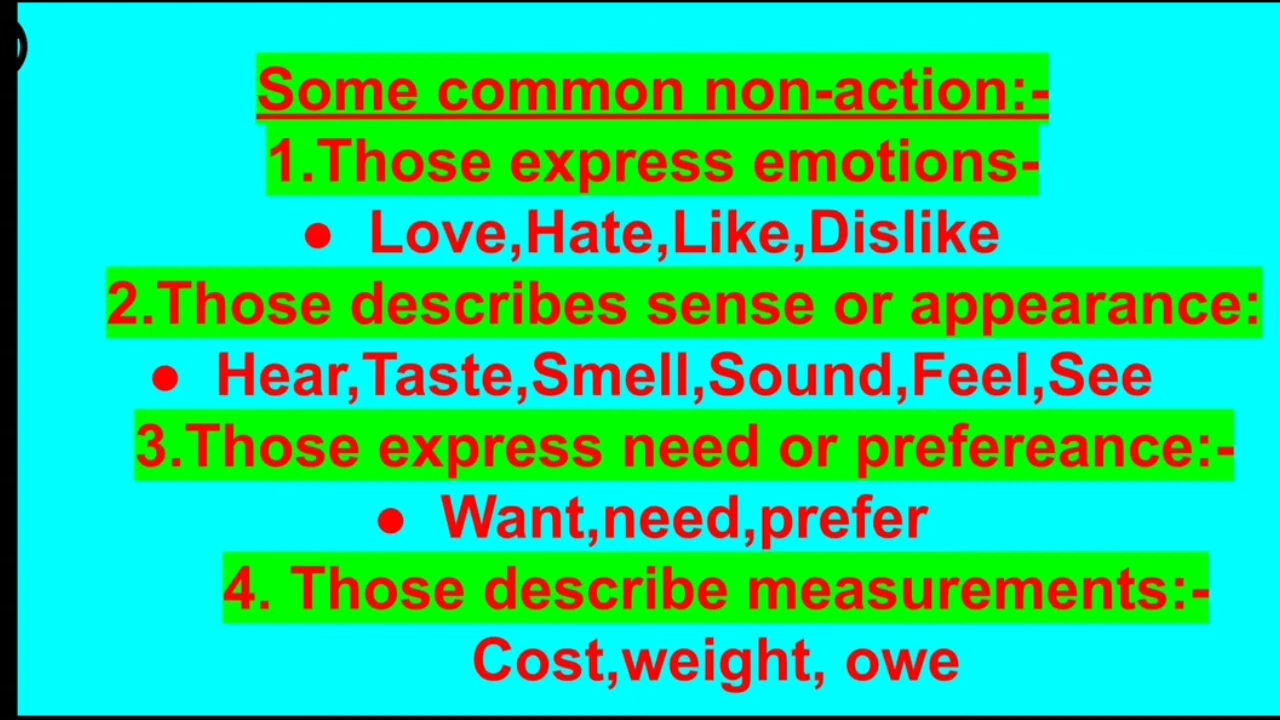 Some common non-action:-
1.Those express emotions-
● Love,Hate,Like,Dislike
2.Those describes sense or appearance:
● Hear,Taste,Smell,Sound,Feel,See
3.Those express need or prefereance:-
● Want,need,prefer
4. Those describe measurements:-
Cost,weight, owe